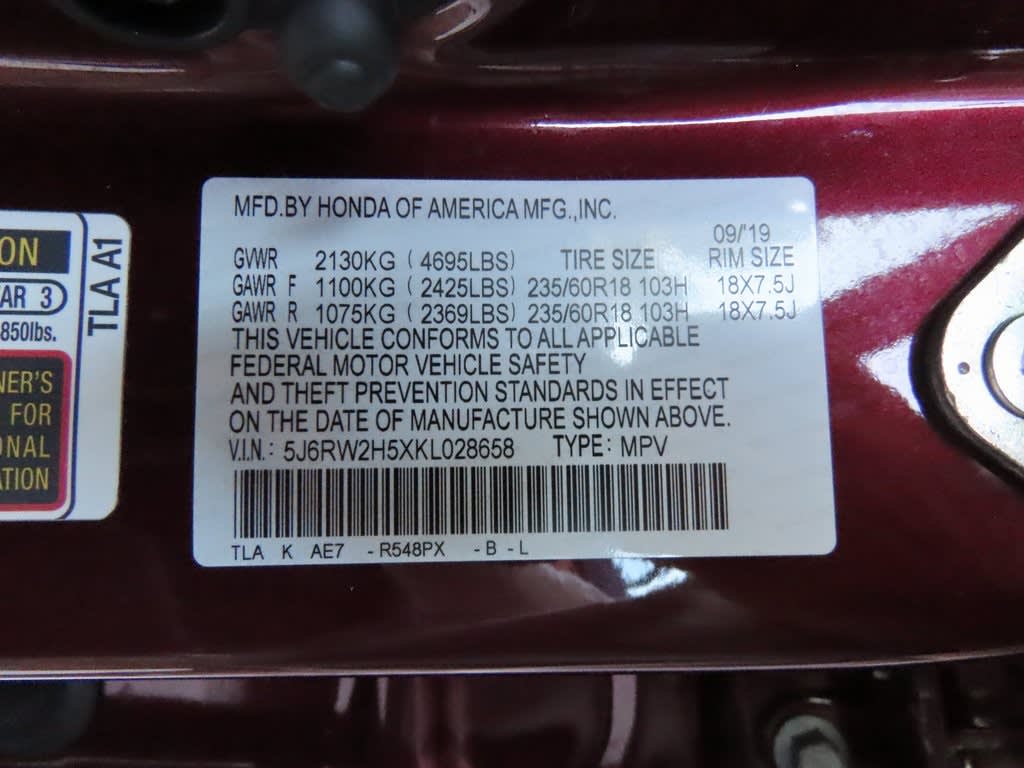 MFD.BY HONDA OF AMERICA MFG.,INC.
09/'19
GVWR 2130KG ( 4695LBS) TIRE SIZE RIM SIZE
GAWR F 1100KG ( 2425LBS) 235/60R18 103H 18X7.5J
GAWR R 1075KG ( 2369LBS) 235/60R18 103H 18X7.5J
THIS VEHICLE CONFORMS TO ALL APPLICABLE
FEDERAL MOTOR VEHICLE SAFETY
AND THEFT PREVENTION STANDARDS IN EFFECT
ON THE DATE OF MANUFACTURE SHOWN ABOVE.
V.I.N.: 5J6RW2H5XKL028658 TYPE: MPV
TLA K AE7 -R548PX -B -L
ON
AR 3
850lbs.
NER'S
FOR
ONAL
ATION
TLA A1